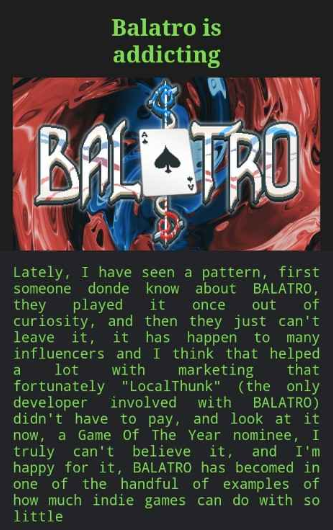 Balatro is
addicting
BALATRO
A
A
Lately, I have seen a pattern, first
someone donde know about BALATRO,
they played it once out of
curiosity, and then they just can't
leave it, it has happen to many
influencers and I think that helped
a lot with marketing that
fortunately "LocalThunk" (the only
developer involved with BALATRO)
didn't have to pay, and look at it
now, a Game Of The Year nominee, I
truly can't believe it, and I'm
happy for it, BALATRO has becomed in
one of the handful of examples of
how much indie games can do with so
little